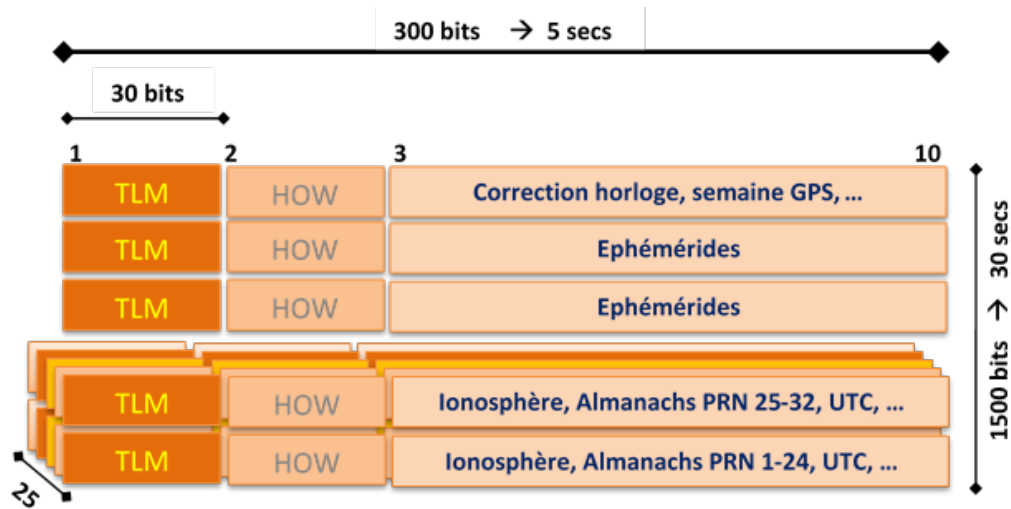 300 bits → 5 secs
30 bits
1 2 3 10
TLM HOW Correction horloge, semaine GPS, ...
TLM HOW Ephémérides
TLM HOW Ephémérides
TLM HOW Ionosphère, Almanachs PRN 25-32, UTC, ...
TLM HOW Ionosphère, Almanachs PRN 1-24, UTC, ...
25
1500 bits → 30 secs